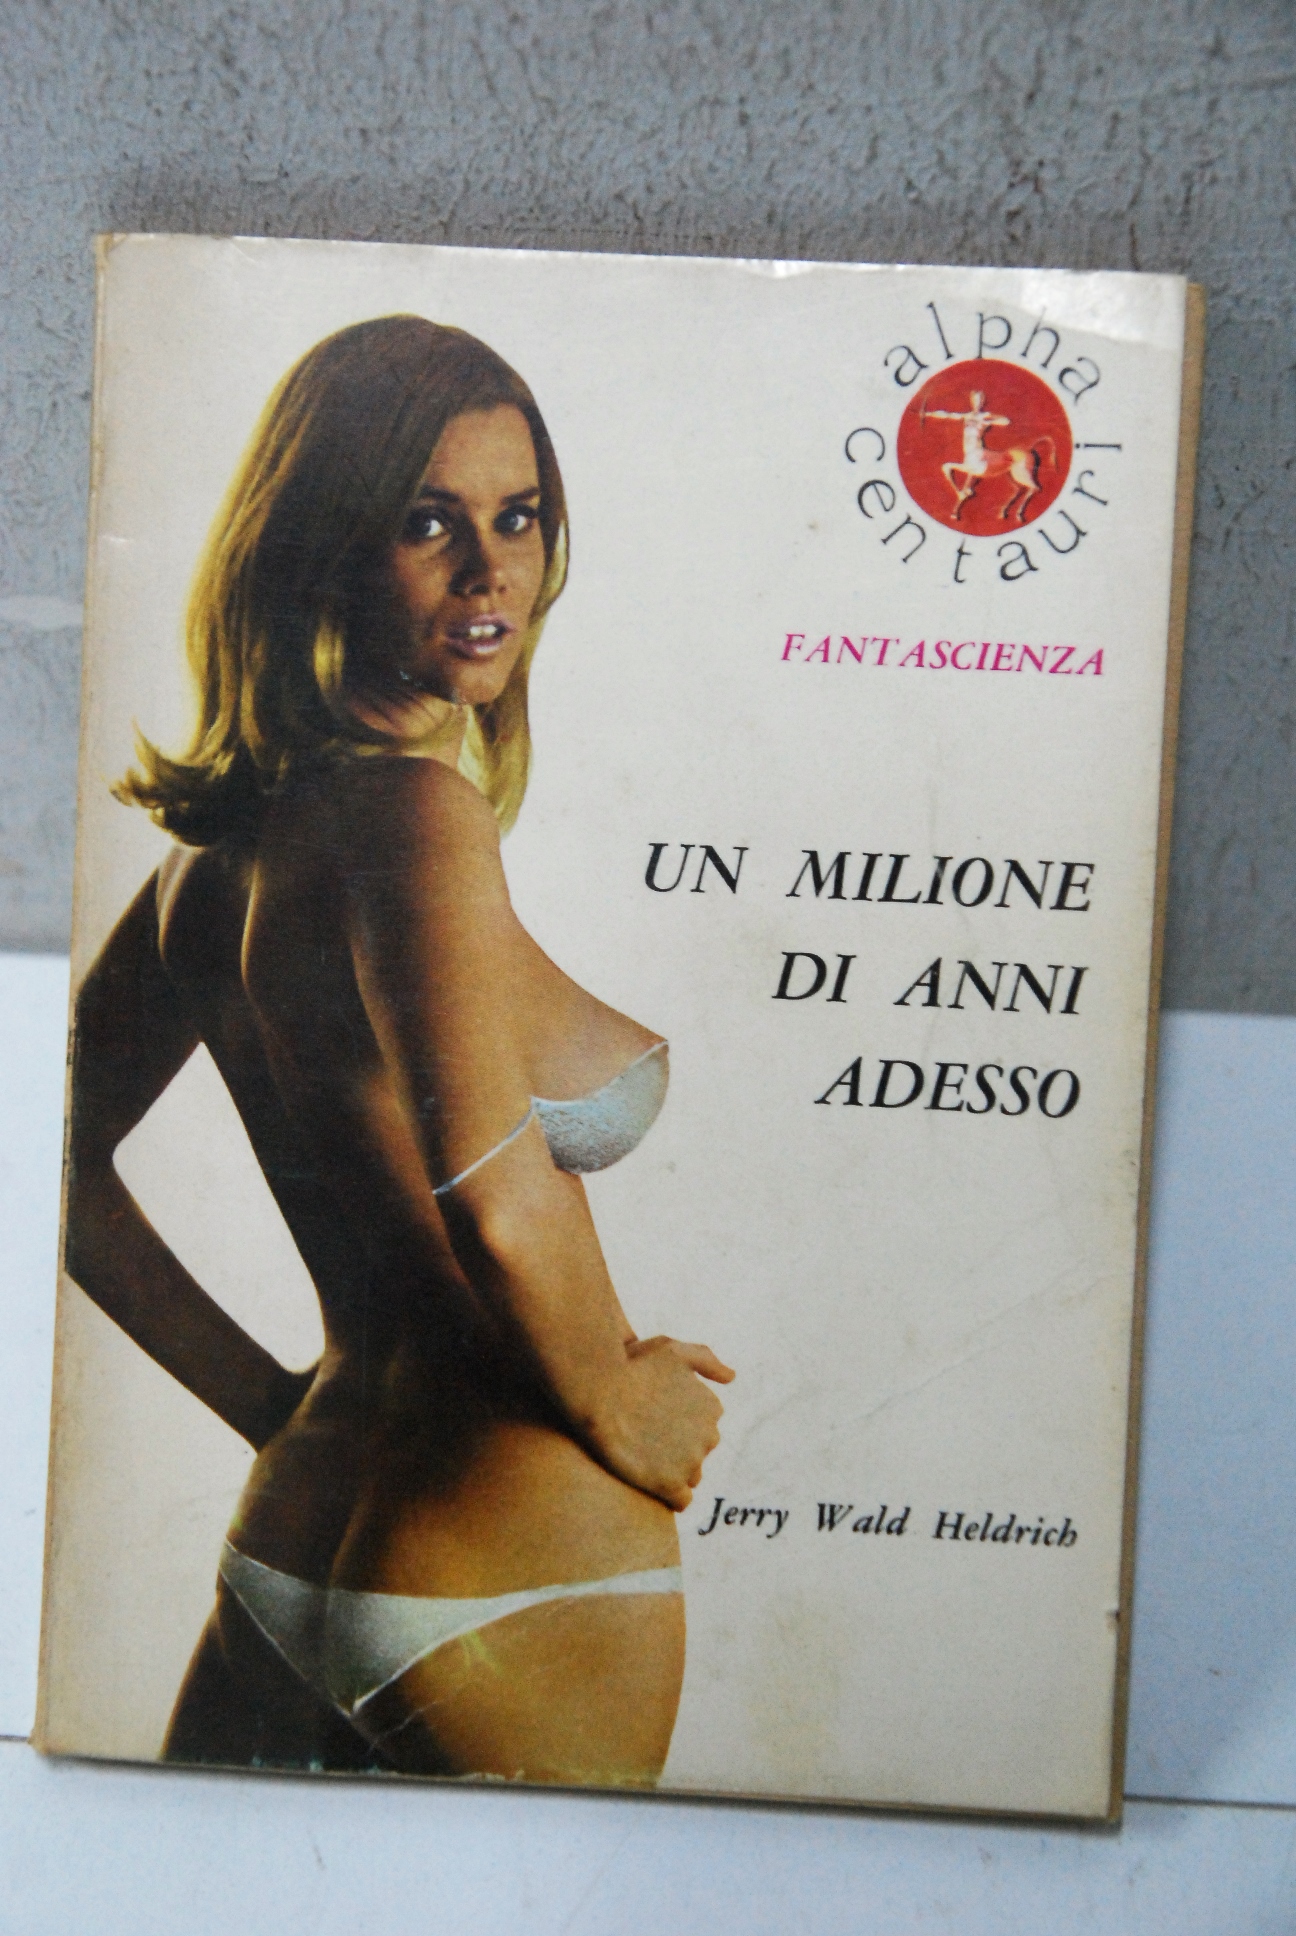 alpha
centauri
FANTASCIENZA
UN MILIONE
DI ANNI
ADESSO
Jerry Wald Heldrich